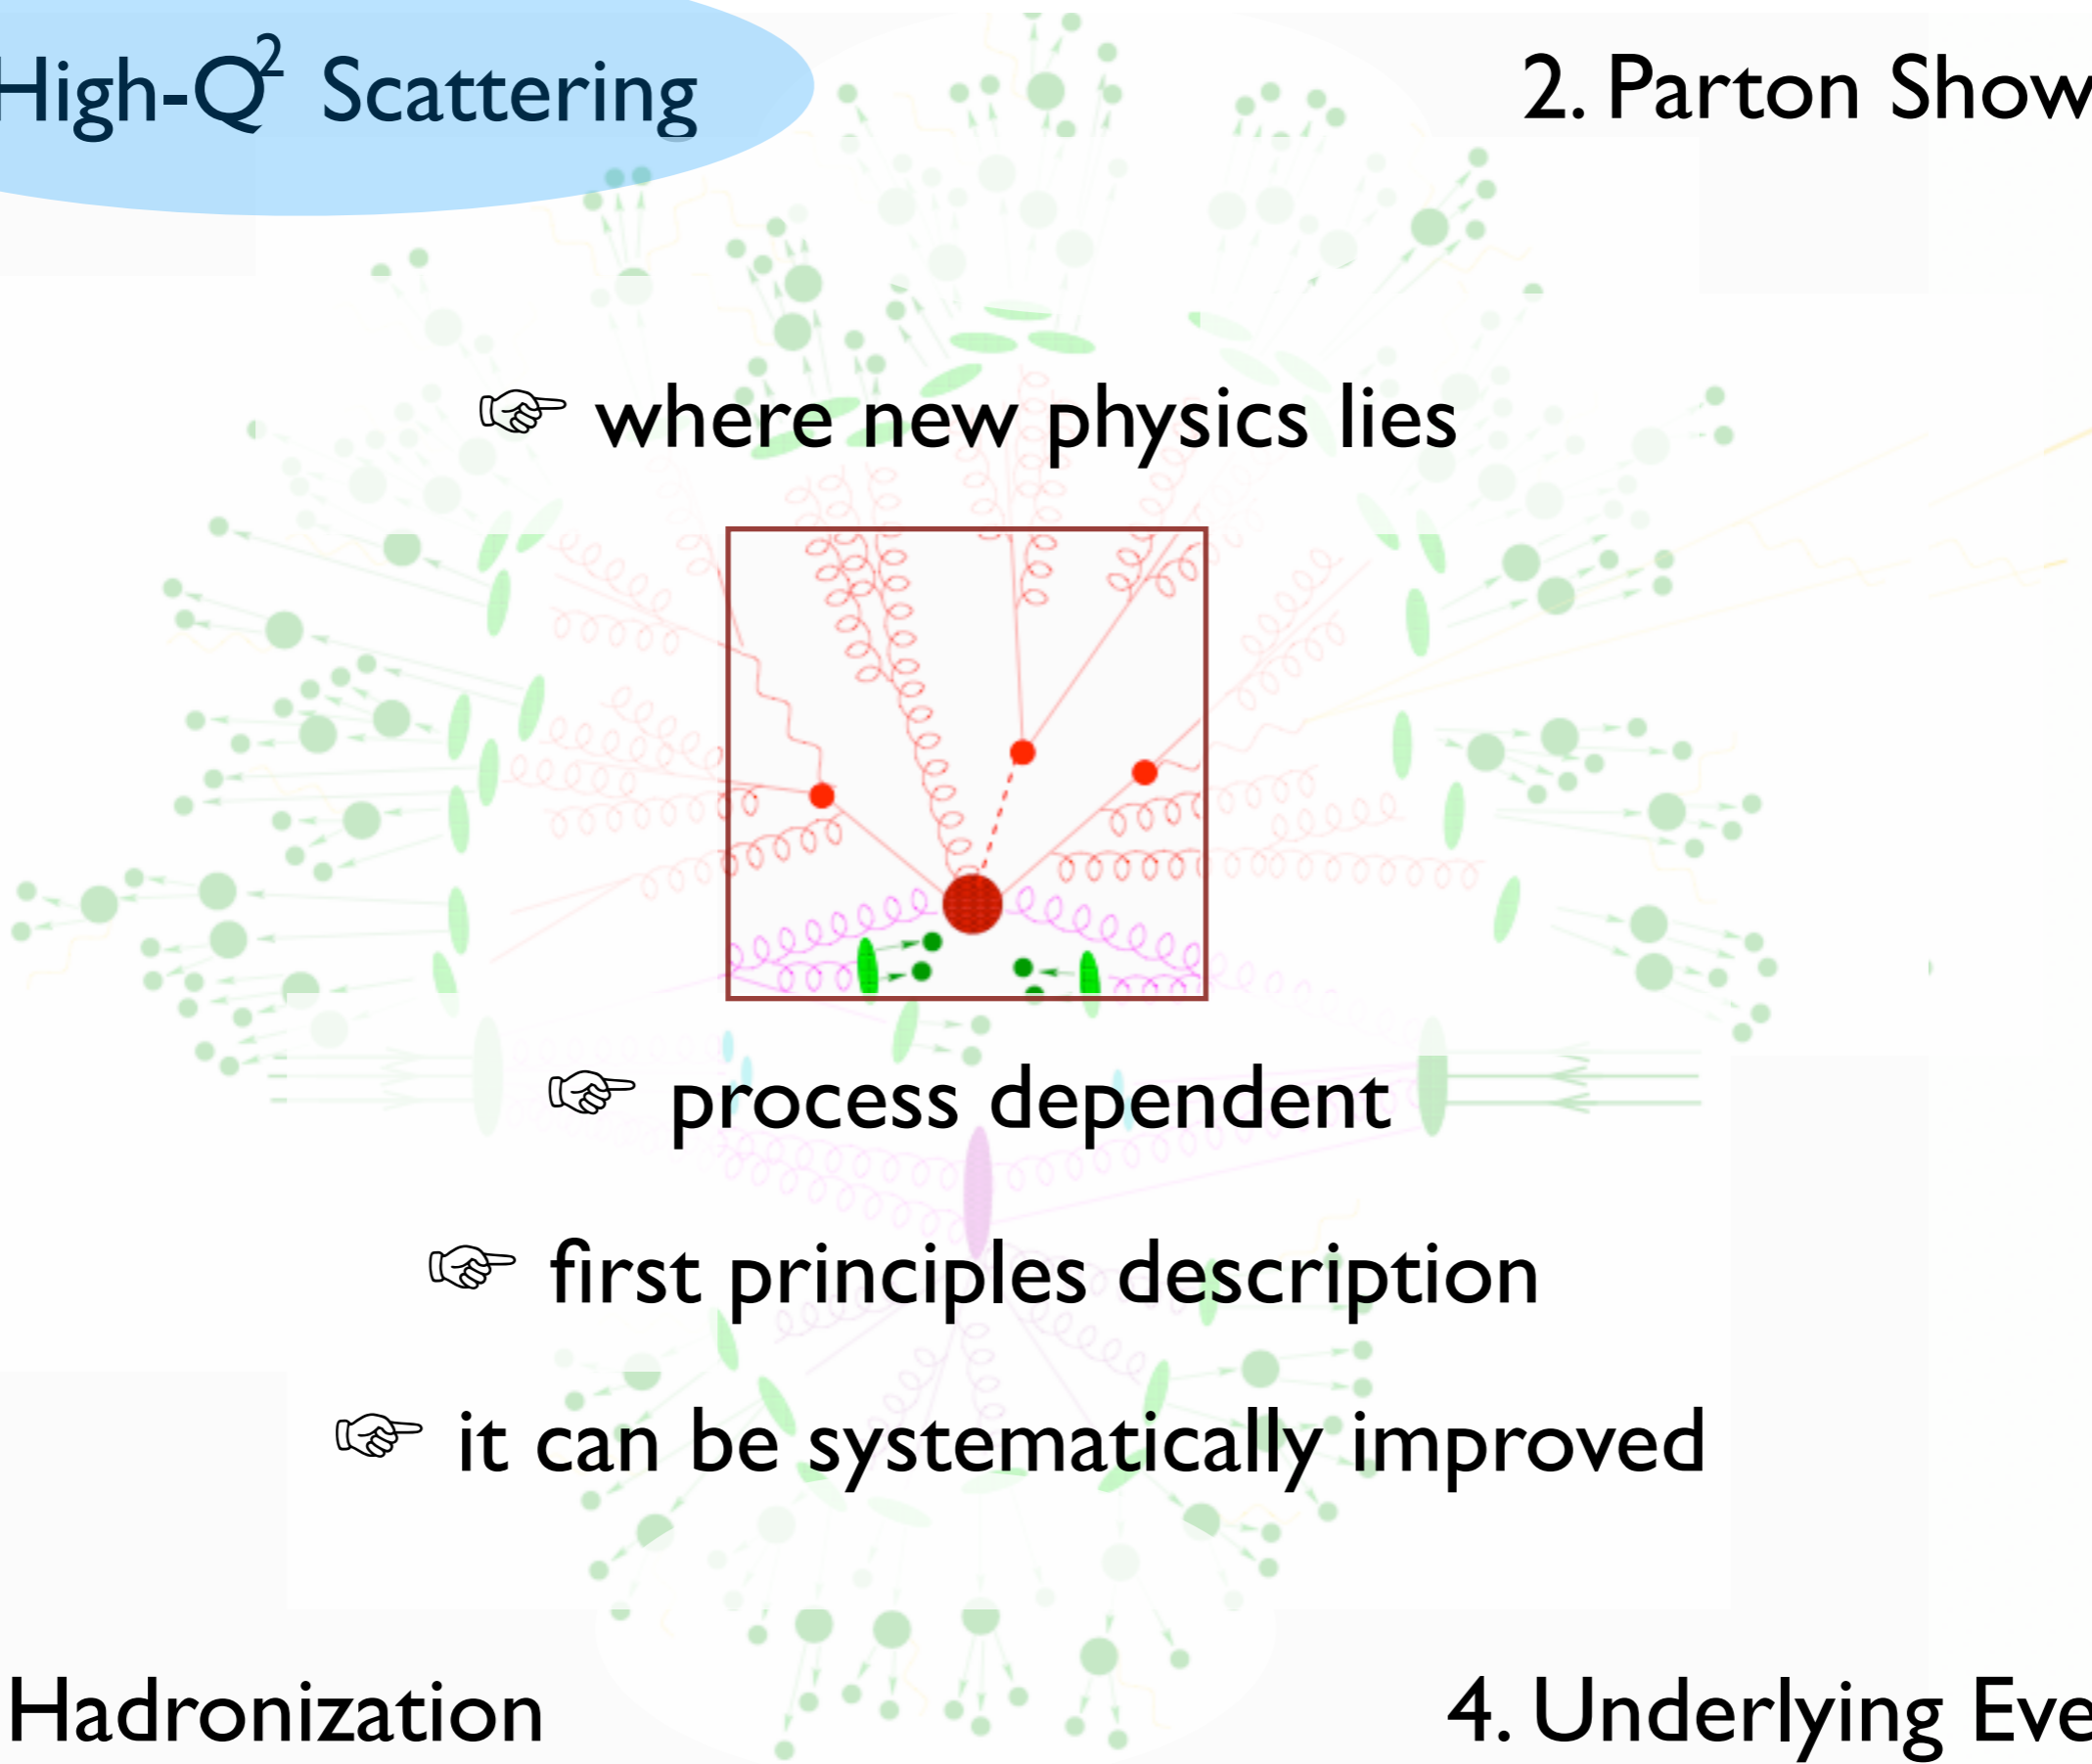 High-Q² Scattering
2. Parton Show
☞ where new physics lies
☞ process dependent
☞ first principles description
☞ it can be systematically improved
Hadronization
4. Underlying Eve